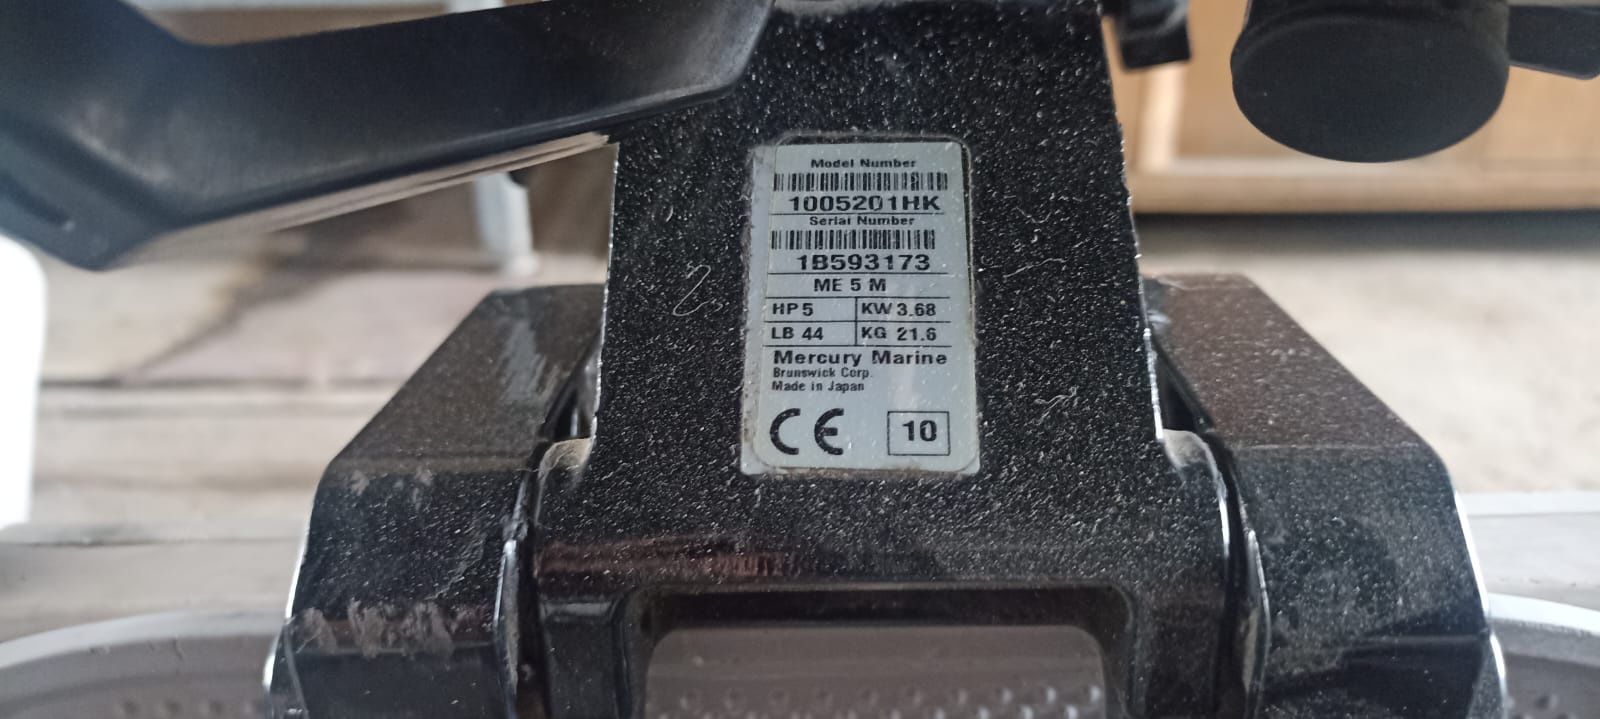 Model Number
1005201HK
Serial Number
1B593173
ME 5 M
HP 5 KW 3.68
LB 44 KG 21.6
Mercury Marine
Brunswick Corp.
Made in Japan
CE 10